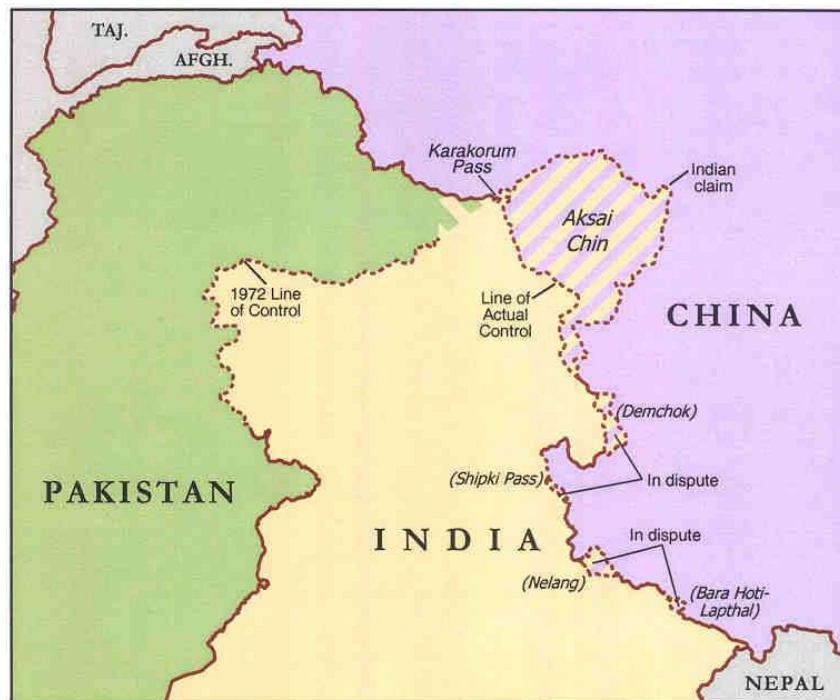 TAJ.
AFGH.
Karakorum
Pass
Indian
claim
Aksai
Chin
1972 Line
of Control
Line of
Actual
Control
CHINA
(Demchok)
(Shipki Pass)
In dispute
PAKISTAN
INDIA
In dispute
(Nelang)
(Bara Hoti-
Lapthal)
NEPAL